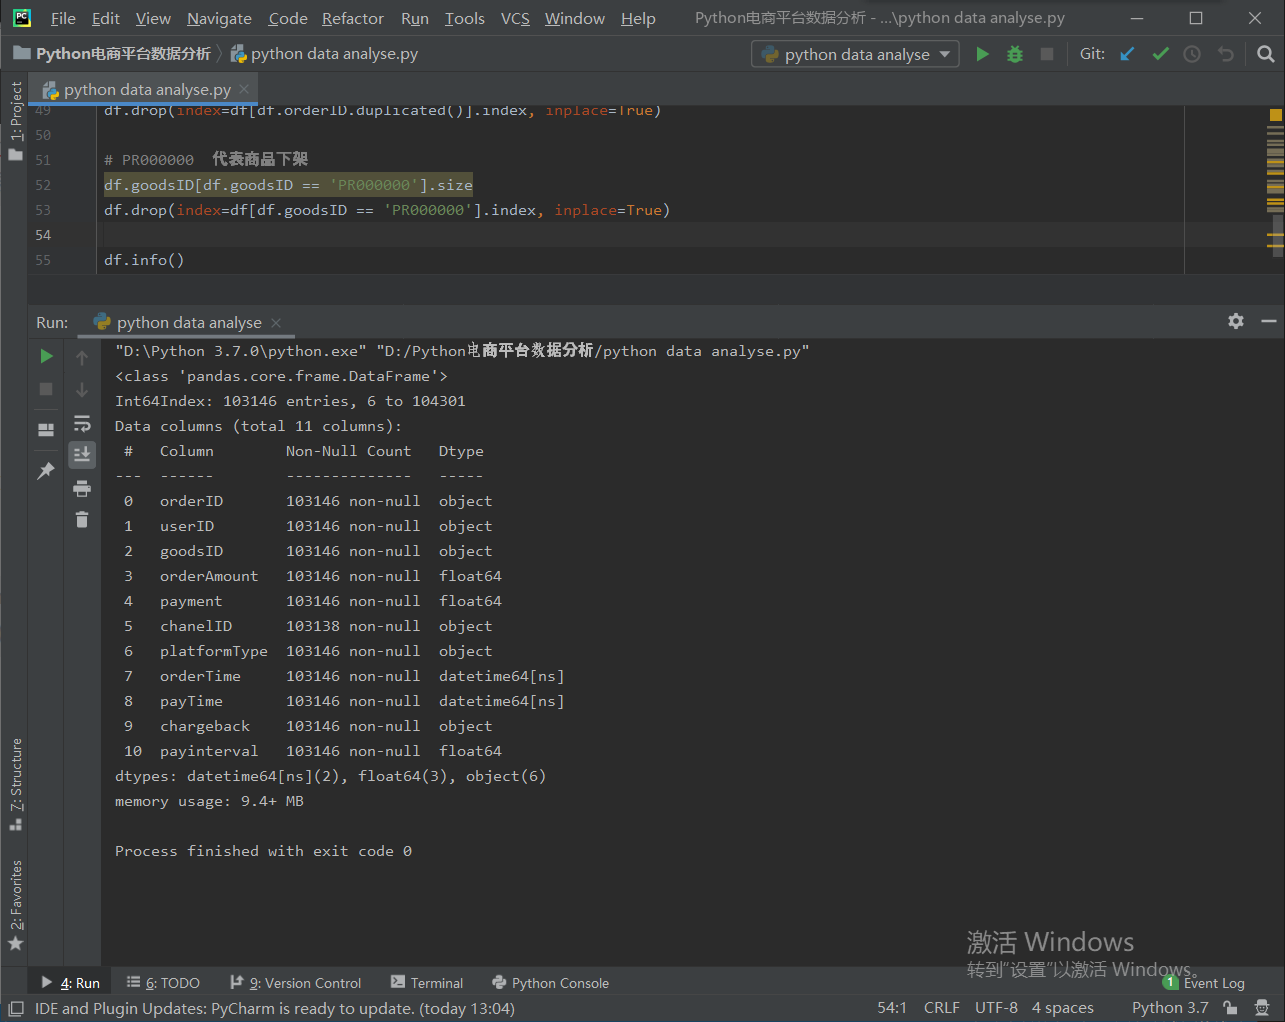 File Edit View Navigate Code Refactor Run Tools VCS Window Help Python电商平台数据分析 - ...\python data analyse.py
Python电商平台数据分析 python data analyse.py python data analyse Git:
1: Project
python data analyse.py
49 df.drop(index=df[df.orderID.duplicated()].index, inplace=True)
50
51 # PR000000  代表商品下架
52 df.goodsID[df.goodsID == 'PR000000'].size
53 df.drop(index=df[df.goodsID == 'PR000000'].index, inplace=True)
54
55 df.info()
Run: python data analyse
"D:\Python 3.7.0\python.exe" "D:/Python电商平台数据分析/python data analyse.py"
<class 'pandas.core.frame.DataFrame'>
Int64Index: 103146 entries, 6 to 104301
Data columns (total 11 columns):
 #   Column        Non-Null Count   Dtype
---  ------        --------------   -----
 0   orderID       103146 non-null  object
 1   userID        103146 non-null  object
 2   goodsID       103146 non-null  object
 3   orderAmount   103146 non-null  float64
 4   payment       103146 non-null  float64
 5   chanelID      103138 non-null  object
 6   platformType  103146 non-null  object
 7   orderTime     103146 non-null  datetime64[ns]
 8   payTime       103146 non-null  datetime64[ns]
 9   chargeback    103146 non-null  object
 10  payinterval   103146 non-null  float64
dtypes: datetime64[ns](2), float64(3), object(6)
memory usage: 9.4+ MB
Process finished with exit code 0
7: Structure
2: Favorites
激活 Windows
转到“设置”以激活 Windows。
4: Run 6: TODO 9: Version Control Terminal Python Console 1 Event Log
IDE and Plugin Updates: PyCharm is ready to update. (today 13:04) 54:1 CRLF UTF-8 4 spaces Python 3.7